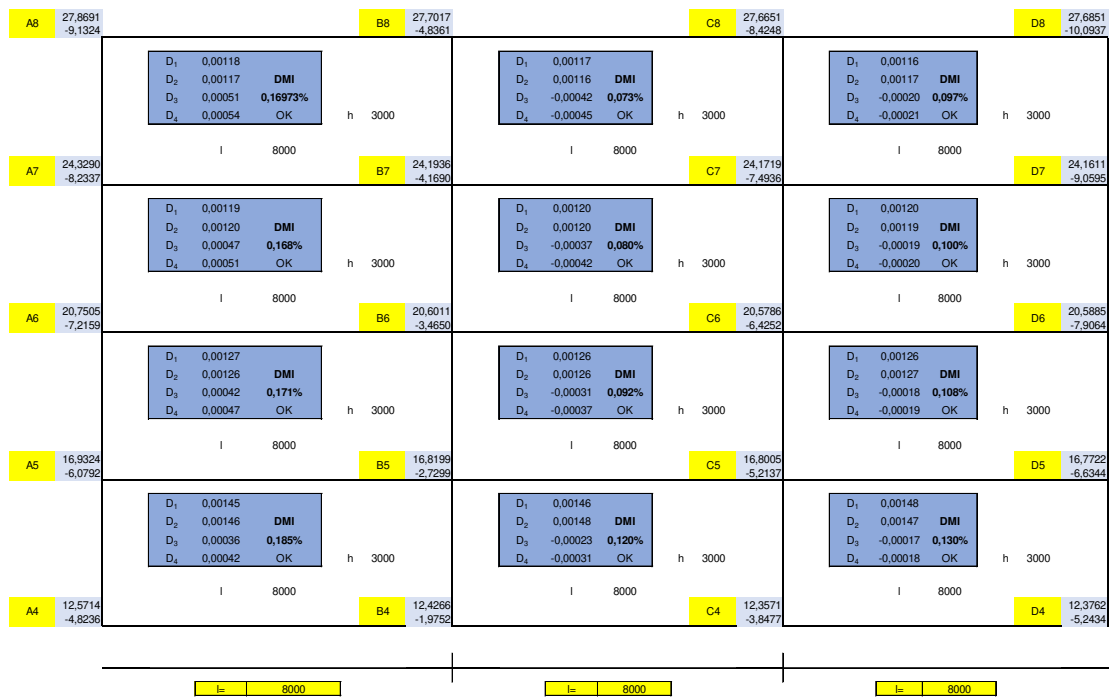 A8 27,8691 B8 27,7017 C8 27,6651 D8 27,6851
-9,1324 -4,8361 -8,4248 -10,0937
D1 0,00118 D1 0,00117 D1 0,00116
D2 0,00117 DMI D2 0,00116 DMI D2 0,00117 DMI
D3 0,00051 0,16973% D3 -0,00042 0,073% D3 -0,00020 0,097%
D4 0,00054 OK h 3000 D4 -0,00045 OK h 3000 D4 -0,00021 OK h 3000
l 8000 l 8000 l 8000
A7 24,3290 B7 24,1936 C7 24,1719 D7 24,1611
-8,2337 -4,1690 -7,4936 -9,0595
D1 0,00119 D1 0,00120 D1 0,00120
D2 0,00120 DMI D2 0,00120 DMI D2 0,00119 DMI
D3 0,00047 0,168% D3 -0,00037 0,080% D3 -0,00019 0,100%
D4 0,00051 OK h 3000 D4 -0,00042 OK h 3000 D4 -0,00020 OK h 3000
l 8000 l 8000 l 8000
A6 20,7505 B6 20,6011 C6 20,5786 D6 20,5885
-7,2159 -3,4650 -6,4252 -7,9064
D1 0,00127 D1 0,00126 D1 0,00126
D2 0,00126 DMI D2 0,00126 DMI D2 0,00127 DMI
D3 0,00042 0,171% D3 -0,00031 0,092% D3 -0,00018 0,108%
D4 0,00047 OK h 3000 D4 -0,00037 OK h 3000 D4 -0,00019 OK h 3000
l 8000 l 8000 l 8000
A5 16,9324 B5 16,8199 C5 16,8005 D5 16,7722
-6,0792 -2,7299 -5,2137 -6,6344
D1 0,00145 D1 0,00146 D1 0,00148
D2 0,00146 DMI D2 0,00148 DMI D2 0,00147 DMI
D3 0,00036 0,185% D3 -0,00023 0,120% D3 -0,00017 0,130%
D4 0,00042 OK h 3000 D4 -0,00031 OK h 3000 D4 -0,00018 OK h 3000
l 8000 l 8000 l 8000
A4 12,5714 B4 12,4266 C4 12,3571 D4 12,3762
-4,8236 -1,9752 -3,8477 -5,2434
l= 8000 l= 8000 l= 8000